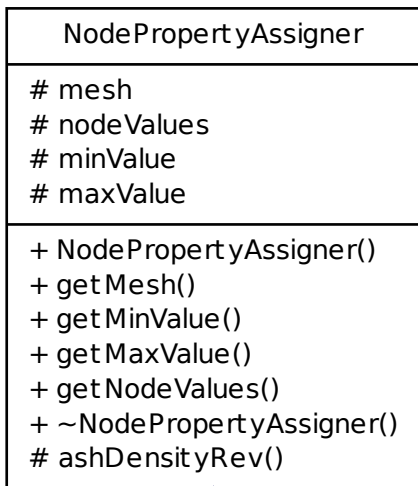 NodePropertyAssigner
# mesh
# nodeValues
# minValue
# maxValue
+ NodePropertyAssigner()
+ getMesh()
+ getMinValue()
+ getMaxValue()
+ getNodeValues()
+ ~NodePropertyAssigner()
# ashDensityRev()